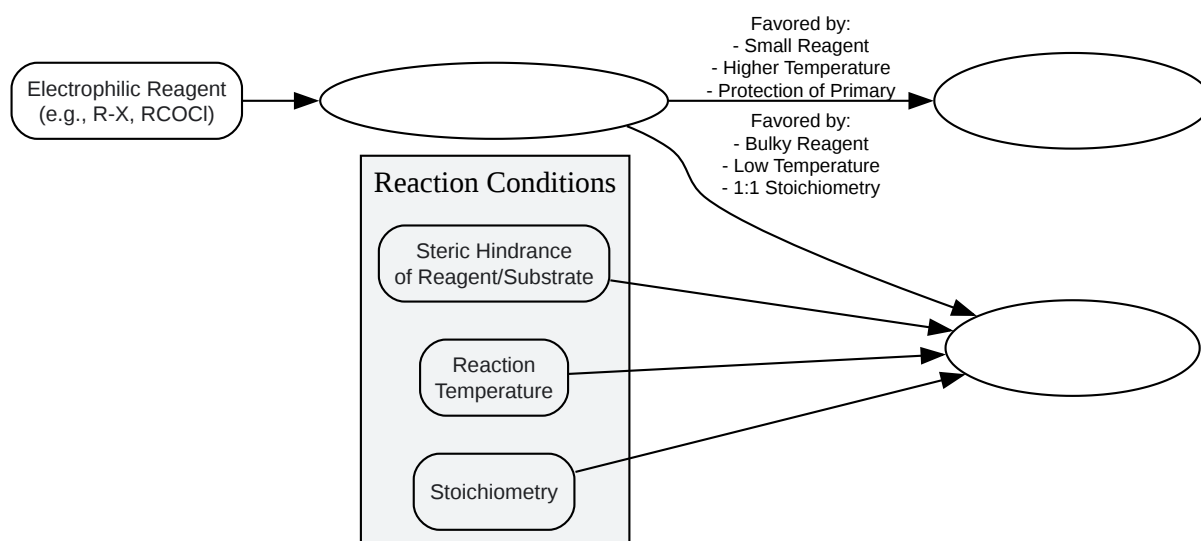 Electrophilic Reagent
(e.g., R-X, RCOCl)
Favored by:
- Small Reagent
- Higher Temperature
- Protection of Primary
Favored by:
- Bulky Reagent
- Low Temperature
- 1:1 Stoichiometry
Reaction Conditions
Steric Hindrance
of Reagent/Substrate
Reaction
Temperature
Stoichiometry